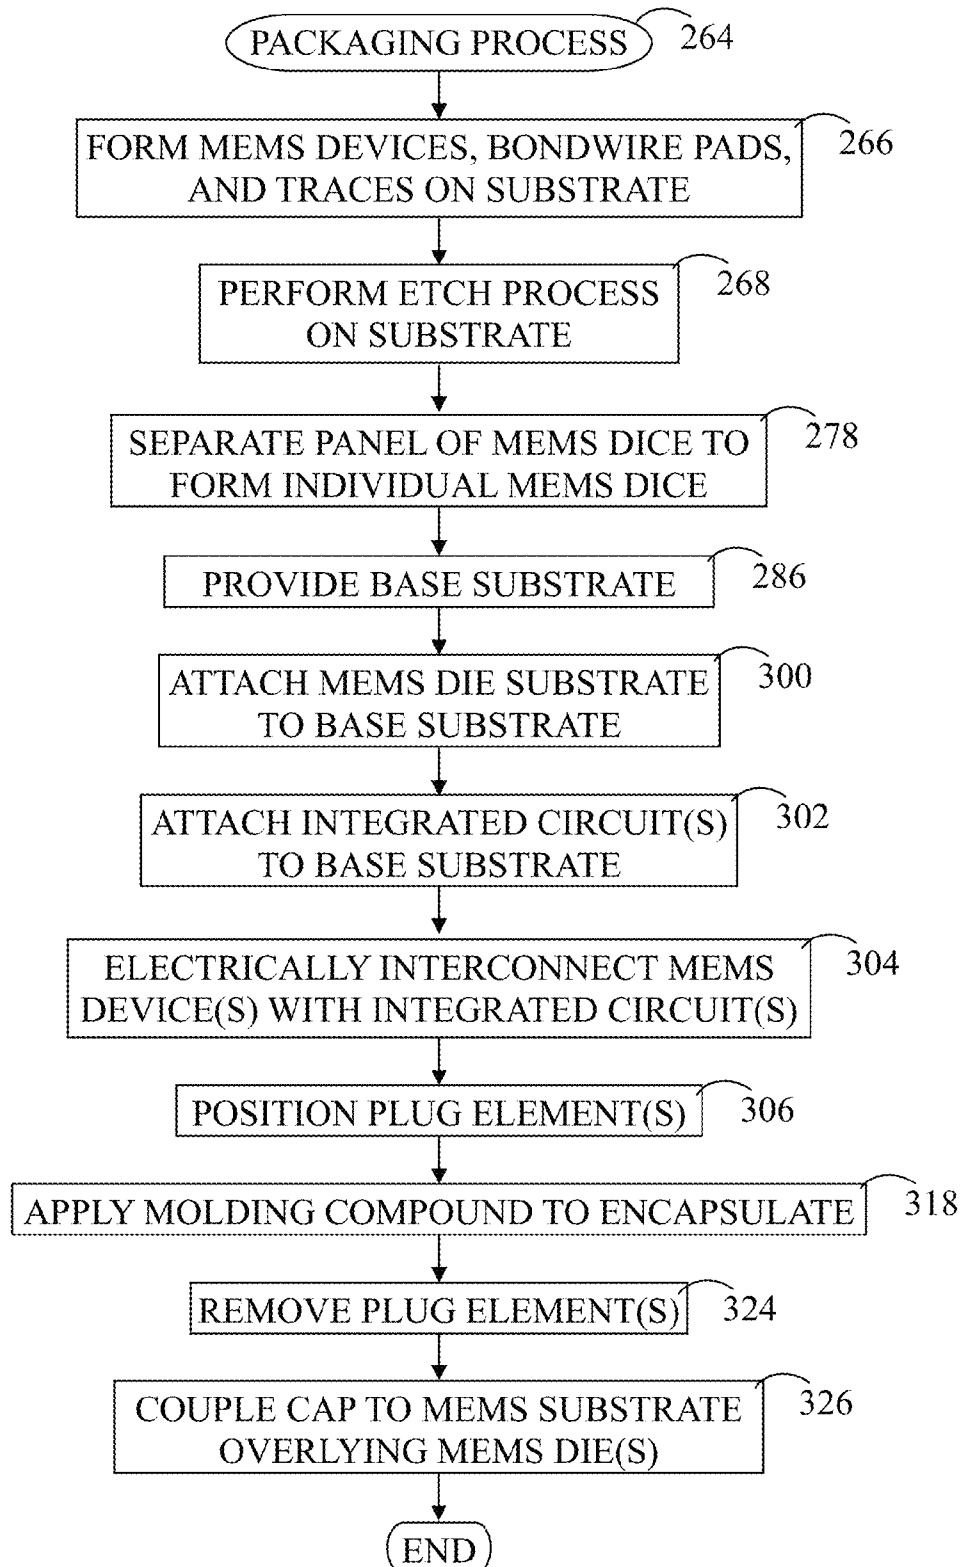 PACKAGING PROCESS
264
FORM MEMS DEVICES, BONDWIRE PADS,
AND TRACES ON SUBSTRATE
266
PERFORM ETCH PROCESS
ON SUBSTRATE
268
SEPARATE PANEL OF MEMS DICE TO
FORM INDIVIDUAL MEMS DICE
278
PROVIDE BASE SUBSTRATE
286
ATTACH MEMS DIE SUBSTRATE
TO BASE SUBSTRATE
300
ATTACH INTEGRATED CIRCUIT(S)
TO BASE SUBSTRATE
302
ELECTRICALLY INTERCONNECT MEMS
DEVICE(S) WITH INTEGRATED CIRCUIT(S)
304
POSITION PLUG ELEMENT(S)
306
APPLY MOLDING COMPOUND TO ENCAPSULATE
318
REMOVE PLUG ELEMENT(S)
324
COUPLE CAP TO MEMS SUBSTRATE
OVERLYING MEMS DIE(S)
326
END